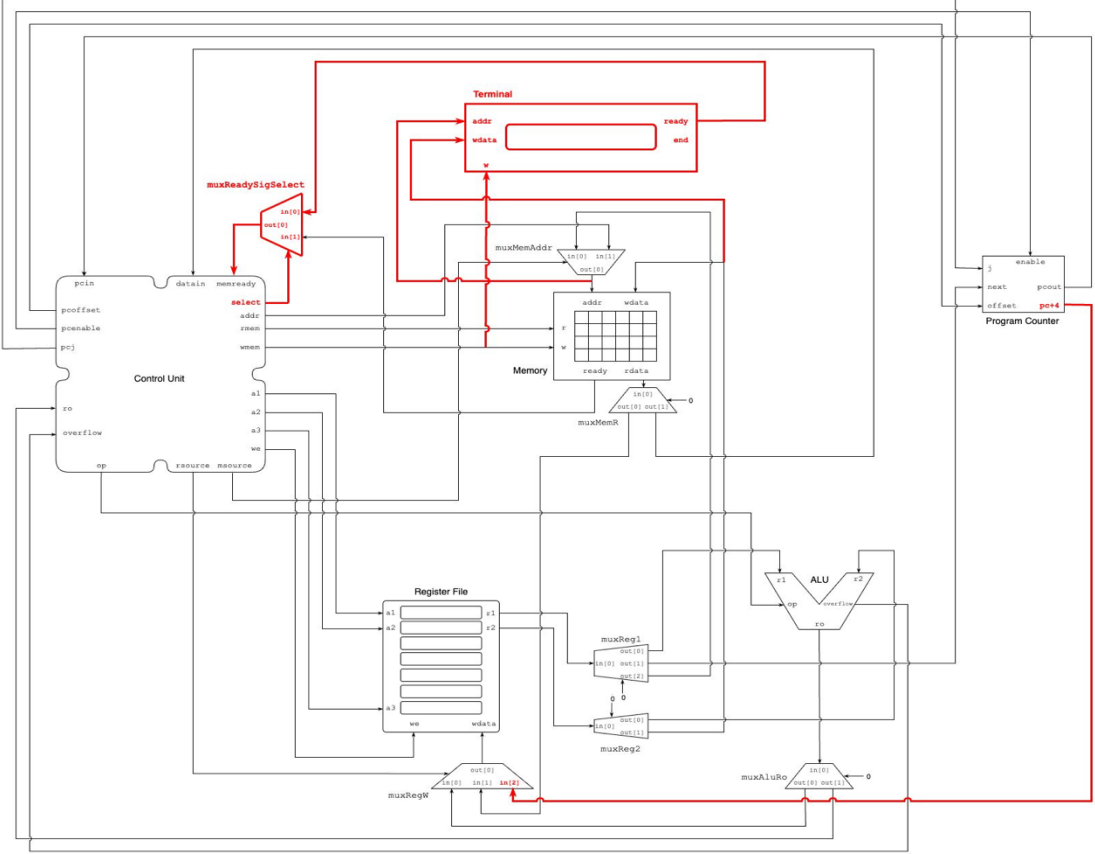 Terminal
addr
ready
wdata
end
w
muxReadySigSelect
in[0]
out[0]
in[1]
muxMemAddr
in[0] in[1]
out[0]
enable
j
next
pcout
offset
pc+4
Program Counter
pcin
datain
memready
select
pcoffset
addr
pcenable
rmem
pcj
wmem
Control Unit
a1
ro
a2
a3
overflow
we
op
rsource
msource
addr
wdata
r
w
Memory
ready
rdata
in[0]
out[0] out[1]
0
muxMemR
r1
ALU
r2
op
overflow
ro
Register File
a1
r1
a2
r2
a3
we
wdata
muxReg1
out[0]
in[0] out[1]
out[2]
0
0
out[0]
in[0]
out[1]
muxReg2
out[0]
in[0] in[1] in[2]
muxRegW
muxAluRo
in[0]
0
out[0] out[1]